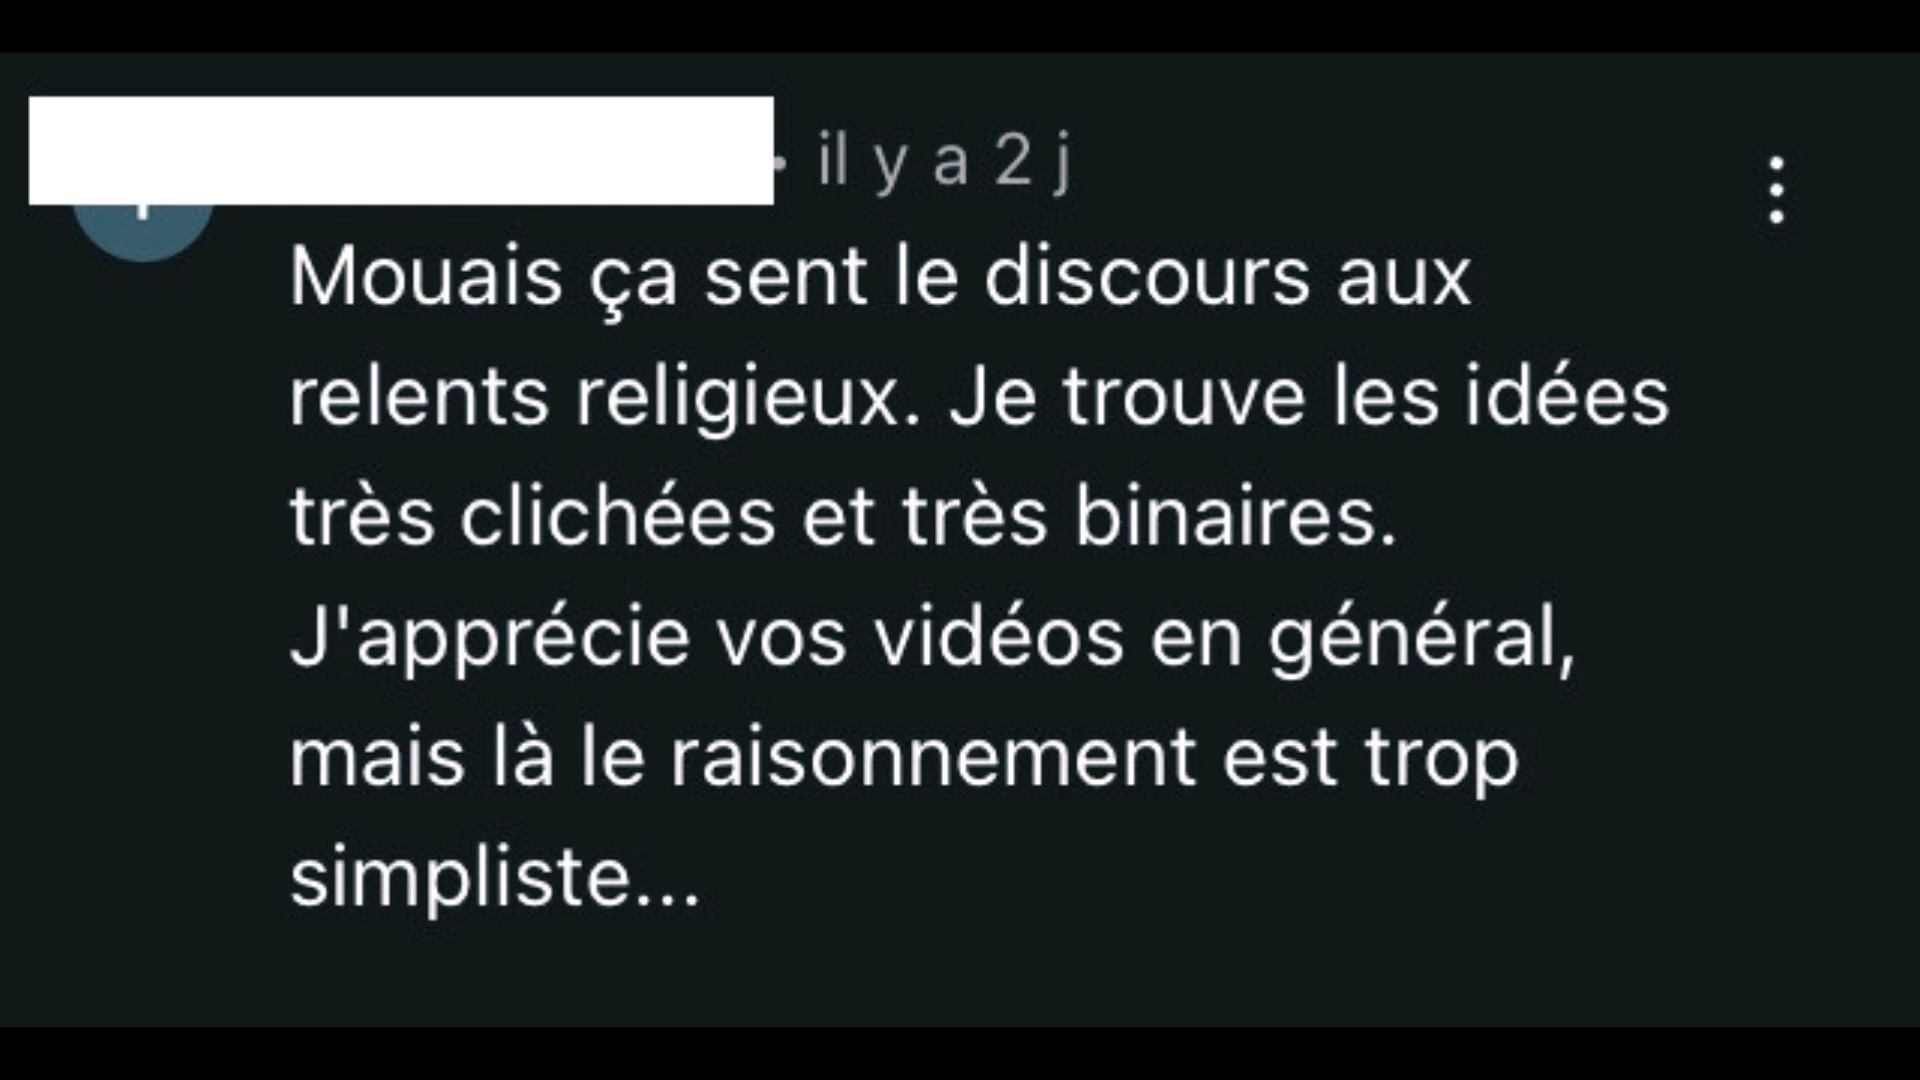 • il y a 2 j
Mouais ça sent le discours aux
relents religieux. Je trouve les idées
très clichées et très binaires.
J'apprécie vos vidéos en général,
mais là le raisonnement est trop
simpliste...